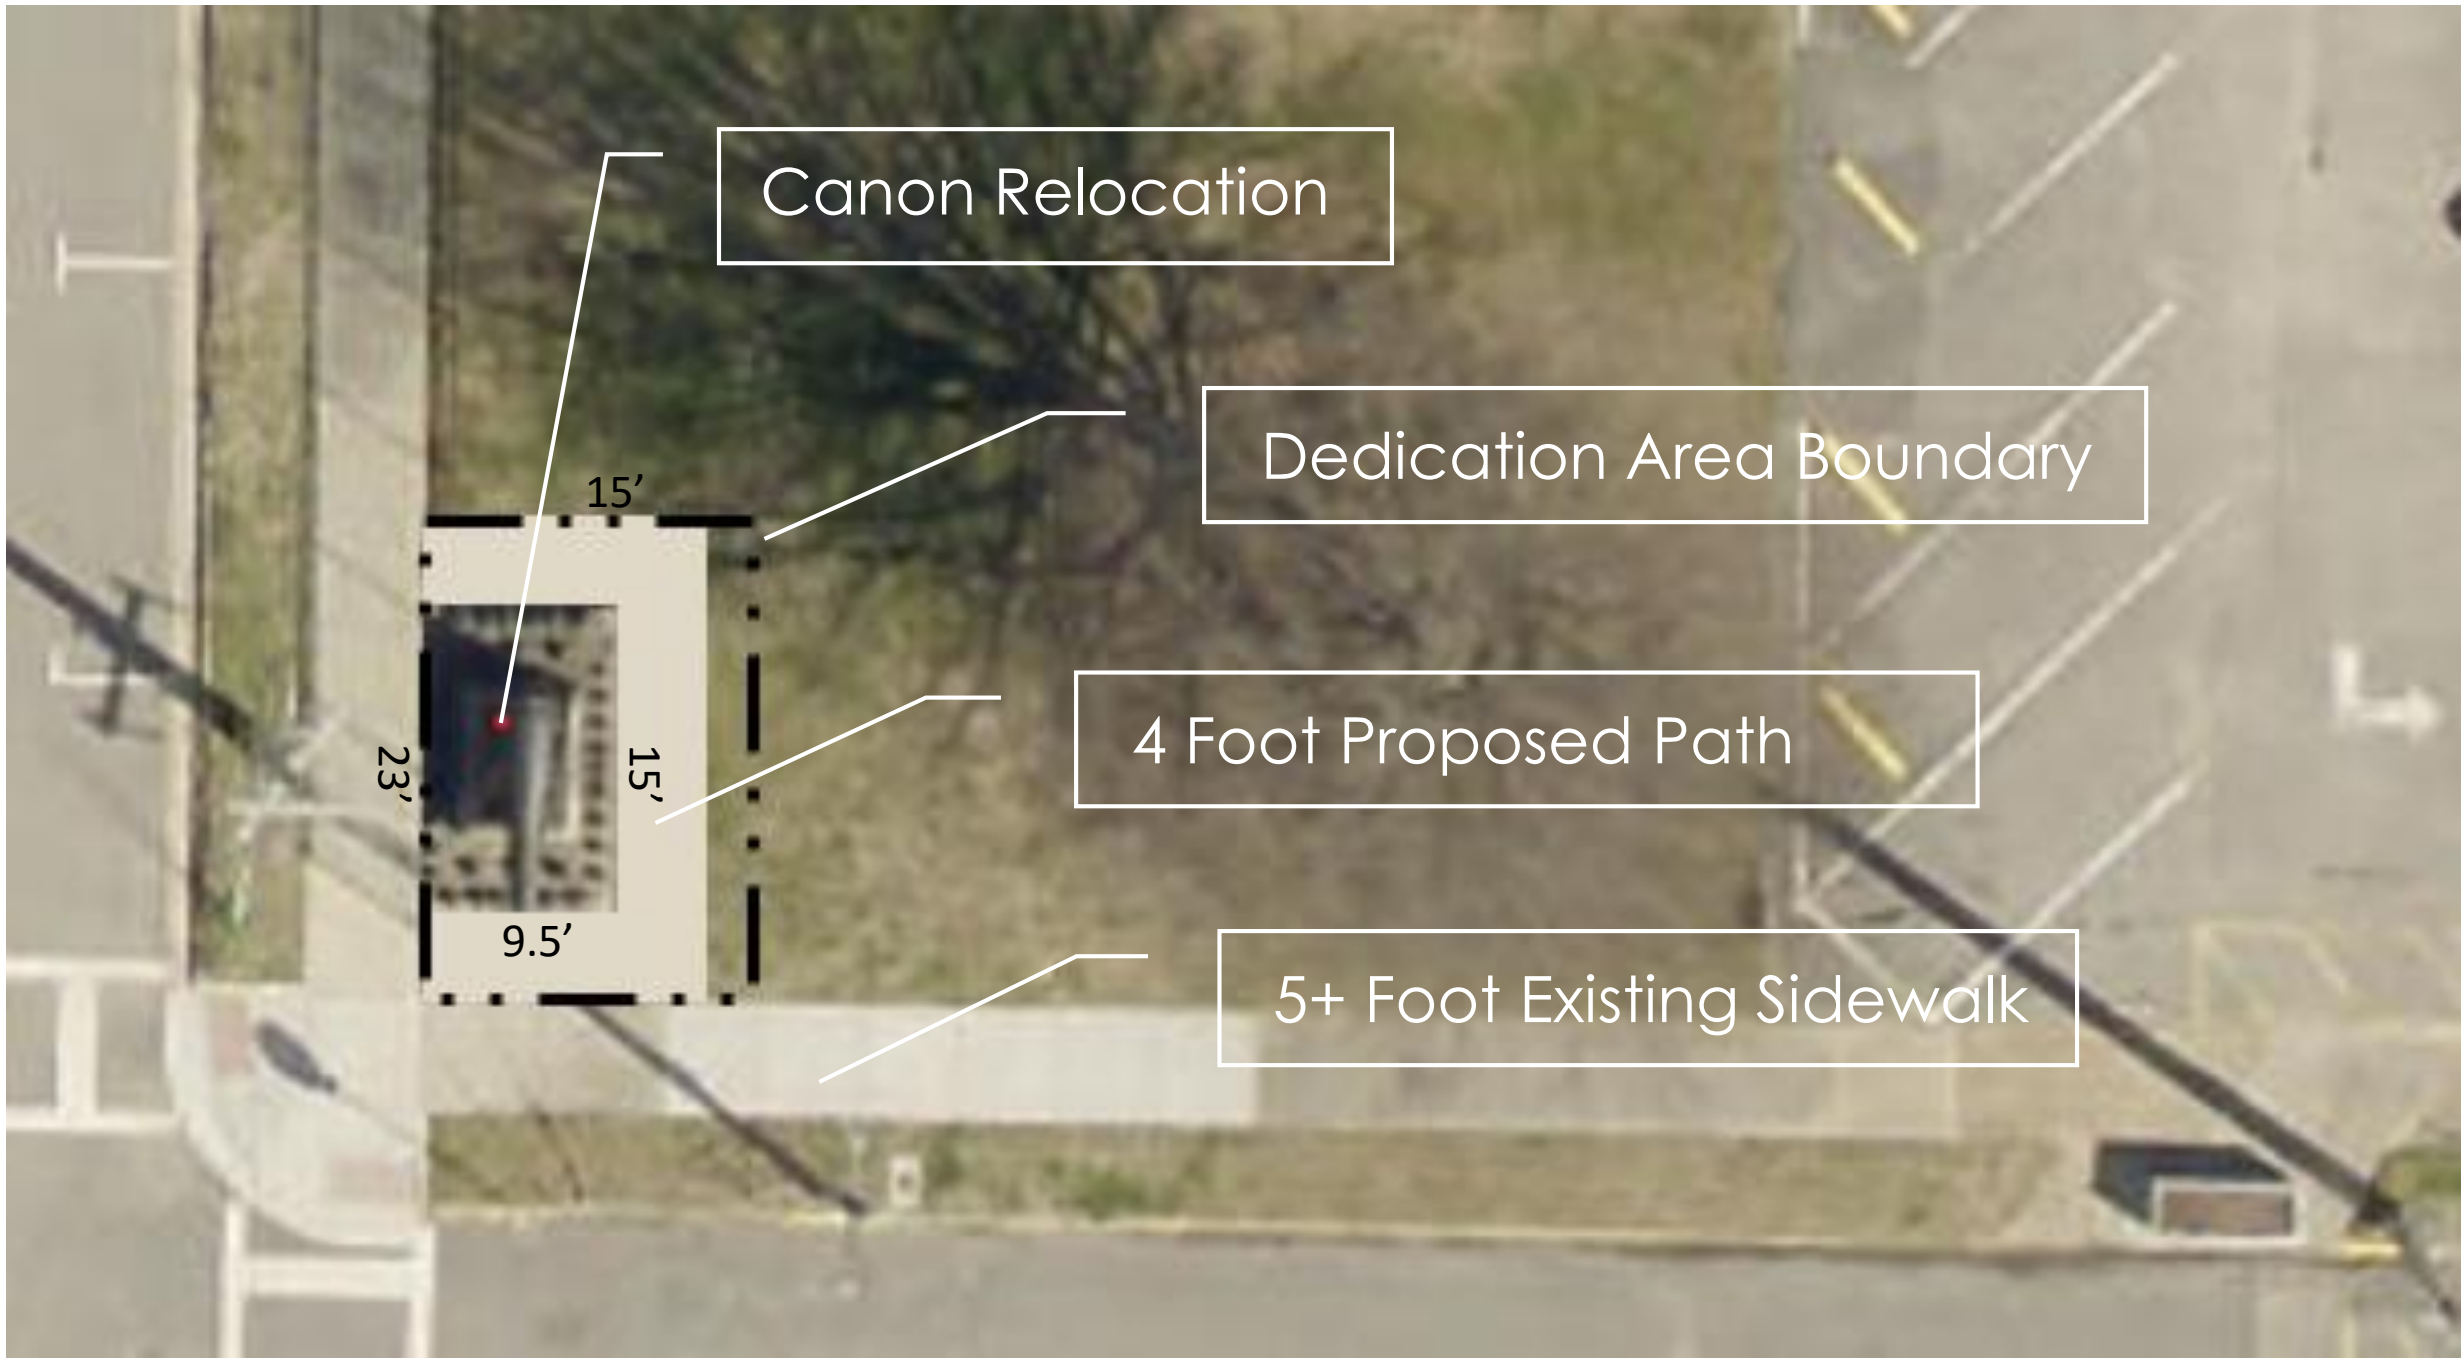 Canon Relocation
Dedication Area Boundary
15’
4 Foot Proposed Path
23’
15’
9.5’
5+ Foot Existing Sidewalk